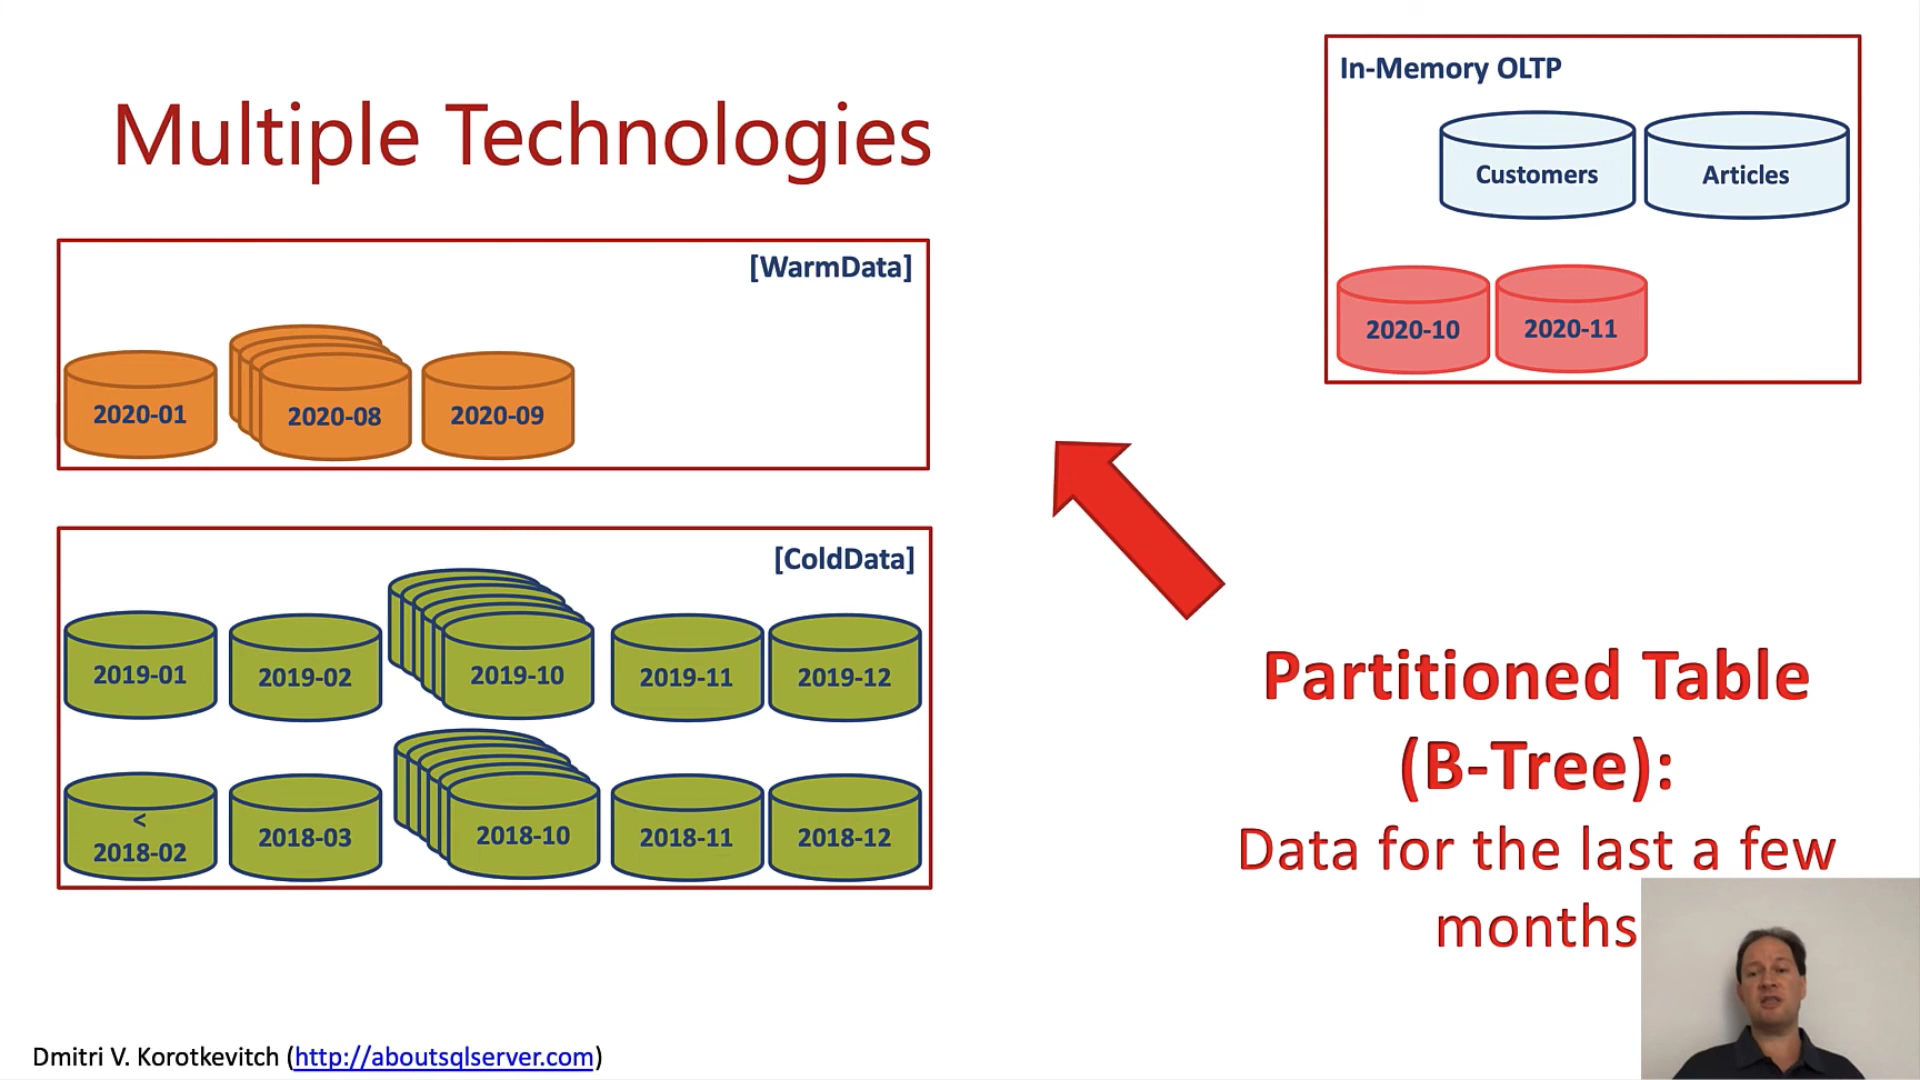 Multiple Technologies
In-Memory OLTP
Customers
Articles
2020-10
2020-11
[WarmData]
2020-01
2020-08
2020-09
[ColdData]
2019-01
2019-02
2019-10
2019-11
2019-12
<
2018-02
2018-03
2018-10
2018-11
2018-12
Partitioned Table
(B-Tree):
Data for the last a few
months
Dmitri V. Korotkevitch (http://aboutsqlserver.com)